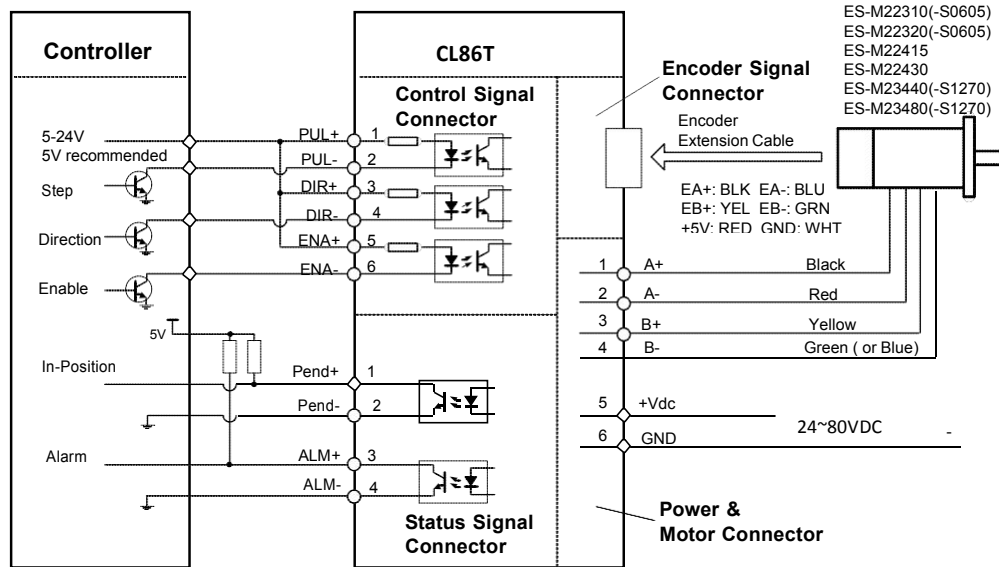 ES-M22310(-S0605)
ES-M22320(-S0605)
ES-M22415
ES-M22430
ES-M23440(-S1270)
ES-M23480(-S1270)
Controller
CL86T
Encoder Signal
Connector
Control Signal
Connector
Encoder
Extension Cable
5-24V
5V recommended
Step
Direction
Enable
PUL+ 1
PUL- 2
DIR+ 3
DIR- 4
ENA+ 5
ENA- 6
EA+: BLK EA-: BLU
EB+: YEL EB-: GRN
+5V: RED GND: WHT
1 A+ Black
2 A- Red
3 B+ Yellow
4 B- Green ( or Blue)
5V
In-Position
Pend+ 1
Pend- 2
5 +Vdc
24~80VDC -
6 GND
Alarm
ALM+ 3
ALM- 4
Status Signal
Connector
Power &
Motor Connector